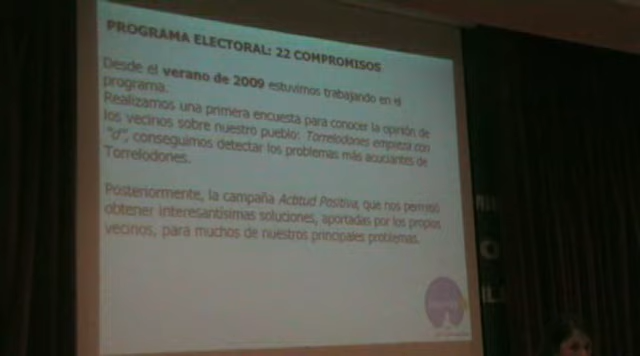 PROGRAMA ELECTORAL: 22 COMPROMISOS
Desde el verano de 2009 estuvimos trabajando en el
programa.
Realizamos una primera encuesta para conocer la opinión de
los vecinos sobre nuestro pueblo: Torrelodones empieza con
"d", conseguimos detectar los problemas más acuciantes de
Torrelodones.
Posteriormente, la campaña Actitud Positiva, que nos permitió
obtener interesantísimas soluciones, aportadas por los propios
vecinos, para muchos de nuestros principales problemas.